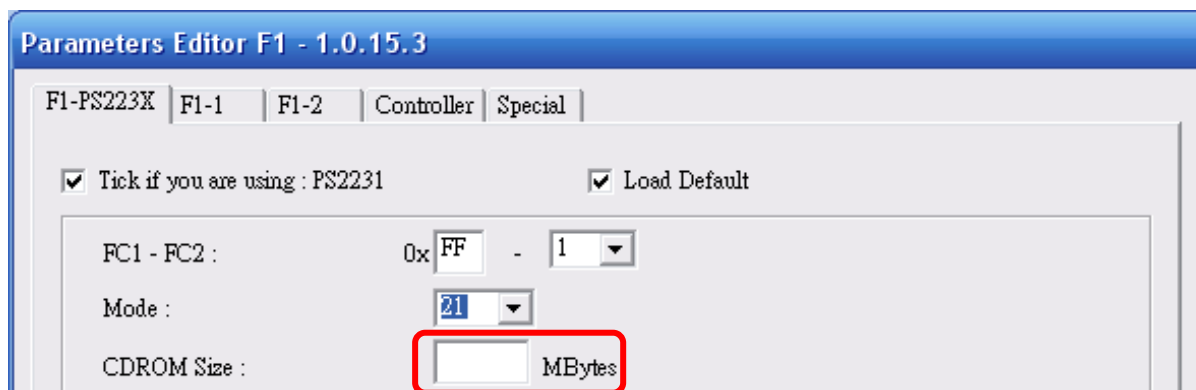 Parameters Editor F1 - 1.0.15.3
F1-PS223X F1-1 F1-2 Controller Special
Tick if you are using : PS2231 Load Default
FC1 - FC2 : 0x FF - 1
Mode : 21
CDROM Size : MBytes